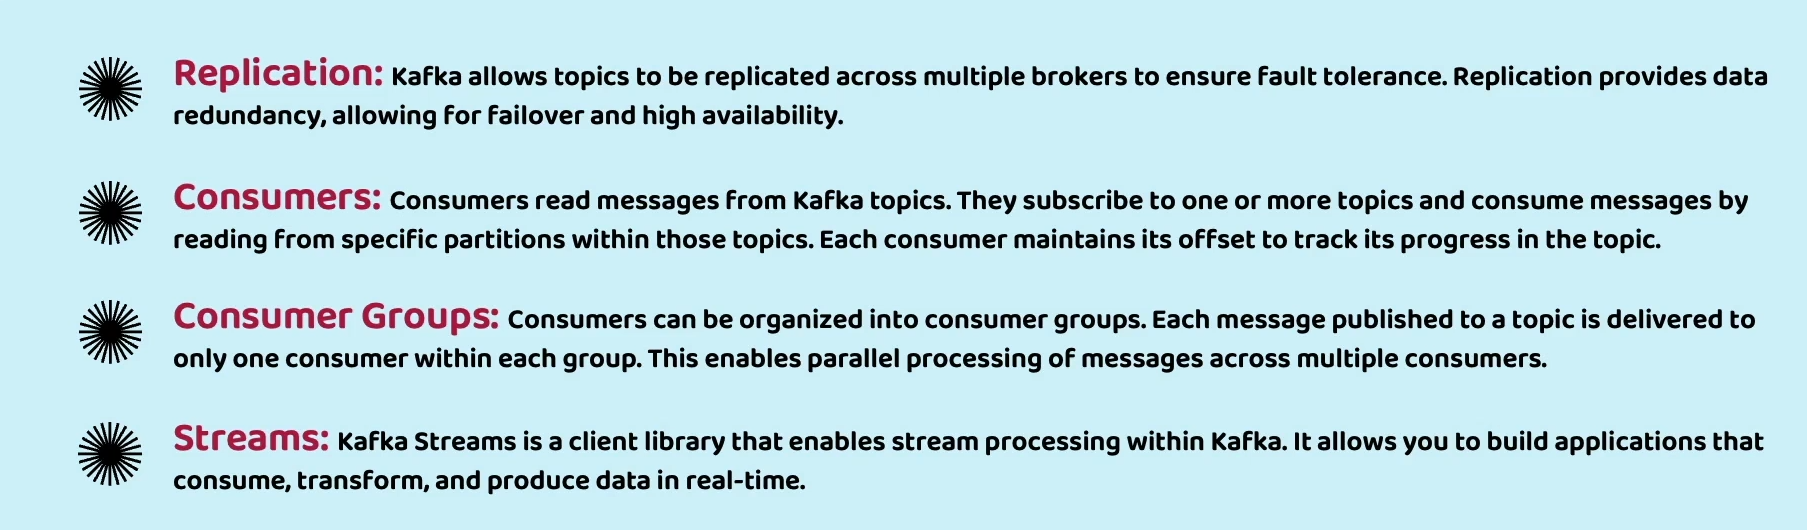 Replication: Kafka allows topics to be replicated across multiple brokers to ensure fault tolerance. Replication provides data
redundancy, allowing for failover and high availability.
Consumers: Consumers read messages from Kafka topics. They subscribe to one or more topics and consume messages by
reading from specific partitions within those topics. Each consumer maintains its offset to track its progress in the topic.
Consumer Groups: Consumers can be organized into consumer groups. Each message published to a topic is delivered to
only one consumer within each group. This enables parallel processing of messages across multiple consumers.
Streams: Kafka Streams is a client library that enables stream processing within Kafka. It allows you to build applications that
consume, transform, and produce data in real-time.